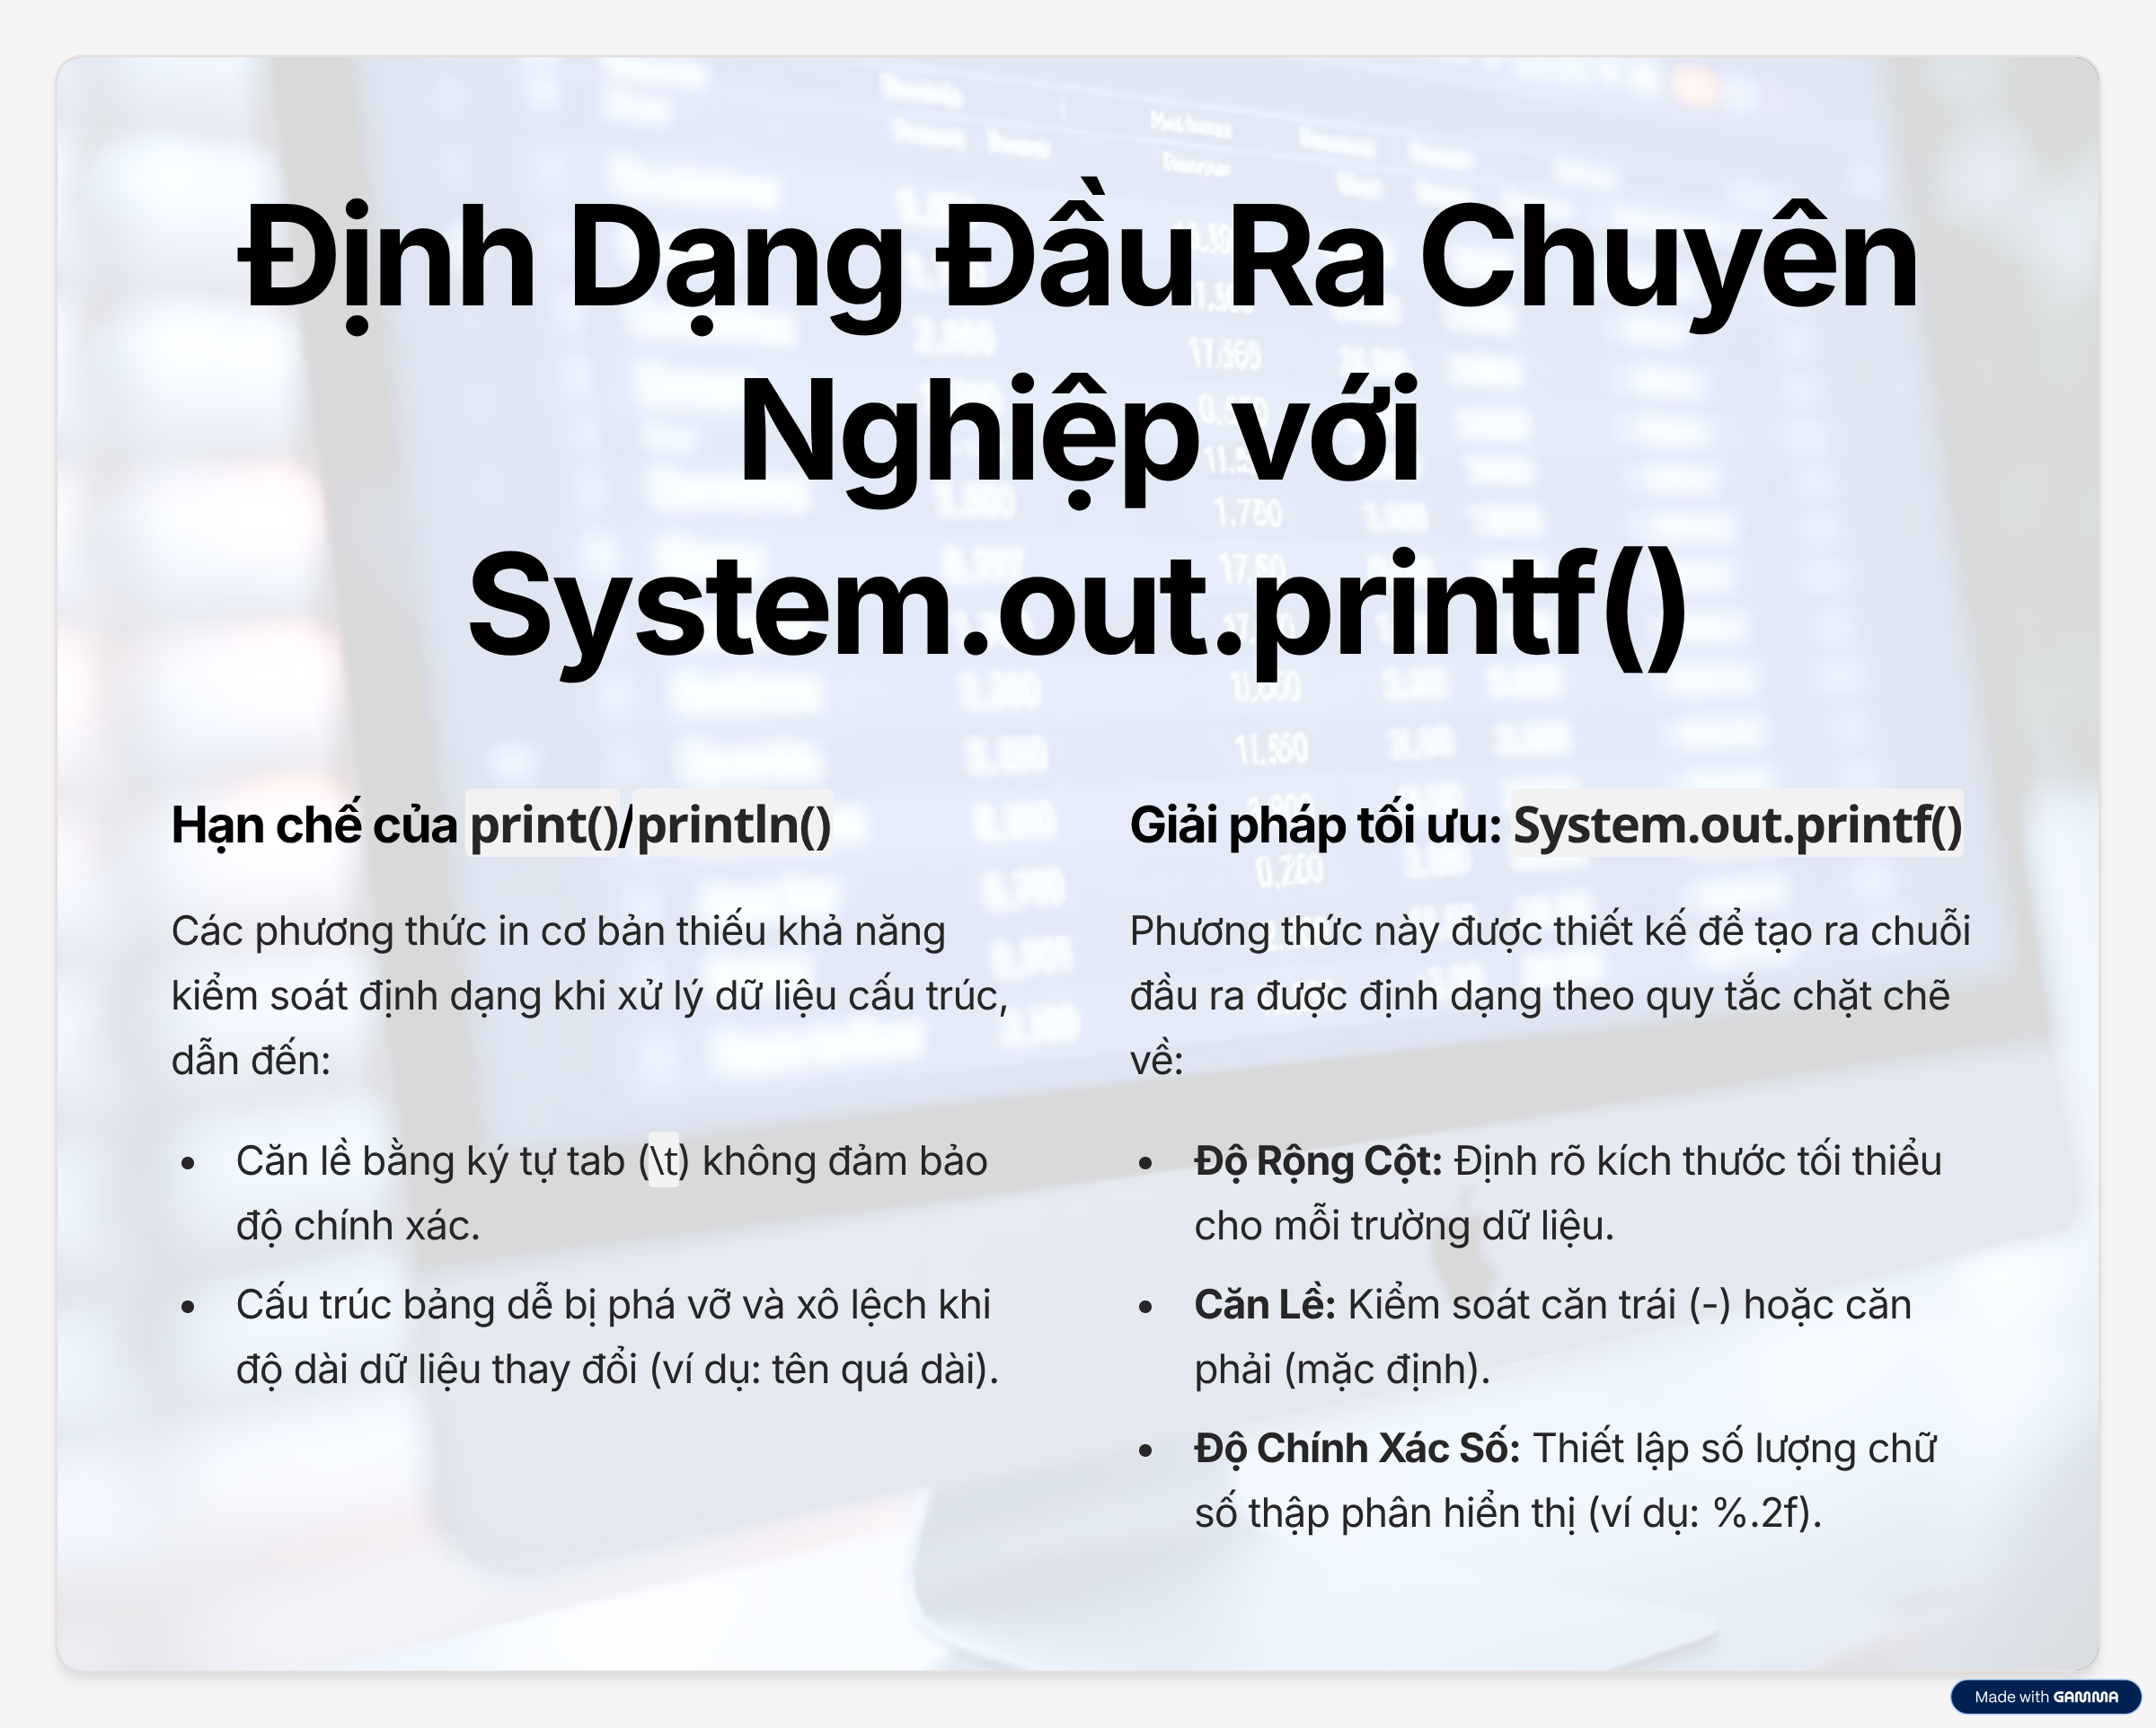 Định Dạng Đầu Ra Chuyên
Nghiệp với
System.out.printf()
Hạn chế của print()/println()
Các phương thức in cơ bản thiếu khả năng
kiểm soát định dạng khi xử lý dữ liệu cấu trúc,
dẫn đến:
• Căn lề bằng ký tự tab (\t) không đảm bảo
độ chính xác.
• Cấu trúc bảng dễ bị phá vỡ và xô lệch khi
độ dài dữ liệu thay đổi (ví dụ: tên quá dài).
Giải pháp tối ưu: System.out.printf()
Phương thức này được thiết kế để tạo ra chuỗi
đầu ra được định dạng theo quy tắc chặt chẽ
về:
• Độ Rộng Cột: Định rõ kích thước tối thiểu
cho mỗi trường dữ liệu.
• Căn Lề: Kiểm soát căn trái (-) hoặc căn
phải (mặc định).
• Độ Chính Xác Số: Thiết lập số lượng chữ
số thập phân hiển thị (ví dụ: %.2f).
Made with GAMMA